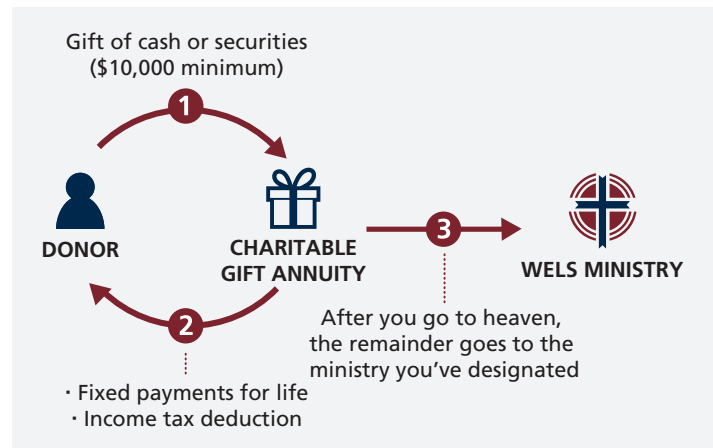 Gift of cash or securities
($10,000 minimum)
1
DONOR
CHARITABLE
GIFT ANNUITY
3
WELS MINISTRY
2
· Fixed payments for life
· Income tax deduction
After you go to heaven,
the remainder goes to the
ministry you’ve designated